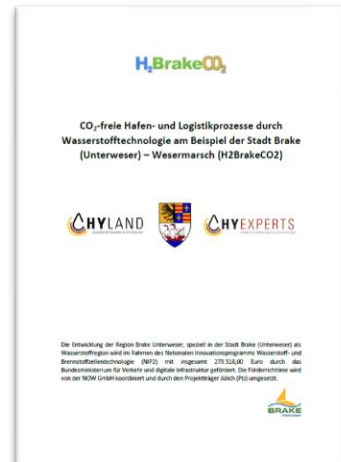 H₂BrakeCO₂
CO₂-freie Hafen- und Logistikprozesse durch
Wasserstofftechnologie am Beispiel der Stadt Brake
(Unterweser) – Wesermarsch (H2BrakeCO2)
HYLAND
HYEXPERTS
Die Entwicklung der Region Brake Unterweser, speziell in der Stadt Brake (Unterweser) als
Wasserstoffregion wird im Rahmen des Nationalen Innovationsprogramms Wasserstoff- und
Brennstoffzellentechnologie (NIP2) mit insgesamt 273.518,00 Euro durch das
Bundesministerium für Verkehr und digitale Infrastruktur gefördert. Die Förderrichtlinie wird
von der NOW GmbH koordiniert und durch den Projektträger Jülich (PtJ) umgesetzt.
BRAKE
Unterweser